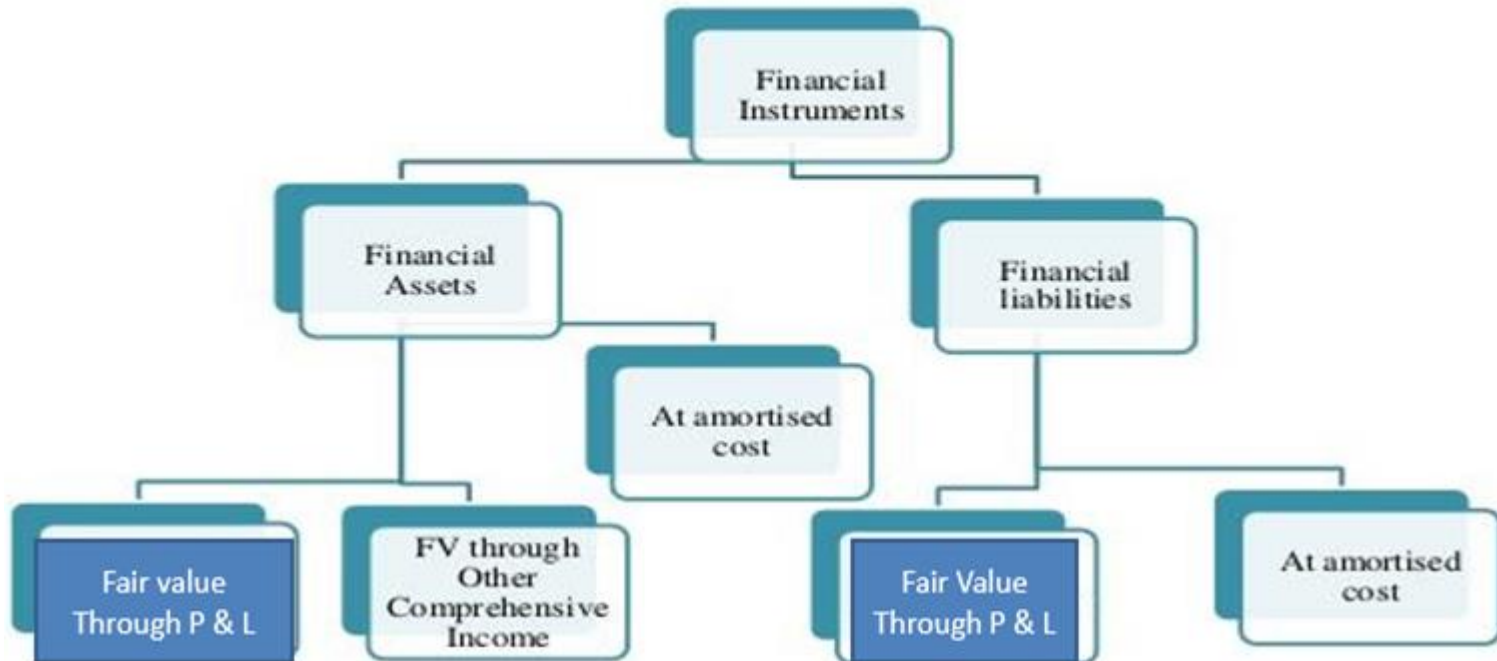 Financial
Instruments
Financial
Assets
Financial
liabilities
At amortised
cost
Fair value
Through P & L
FV through
Other
Comprehensive
Income
Fair Value
Through P & L
At amortised
cost